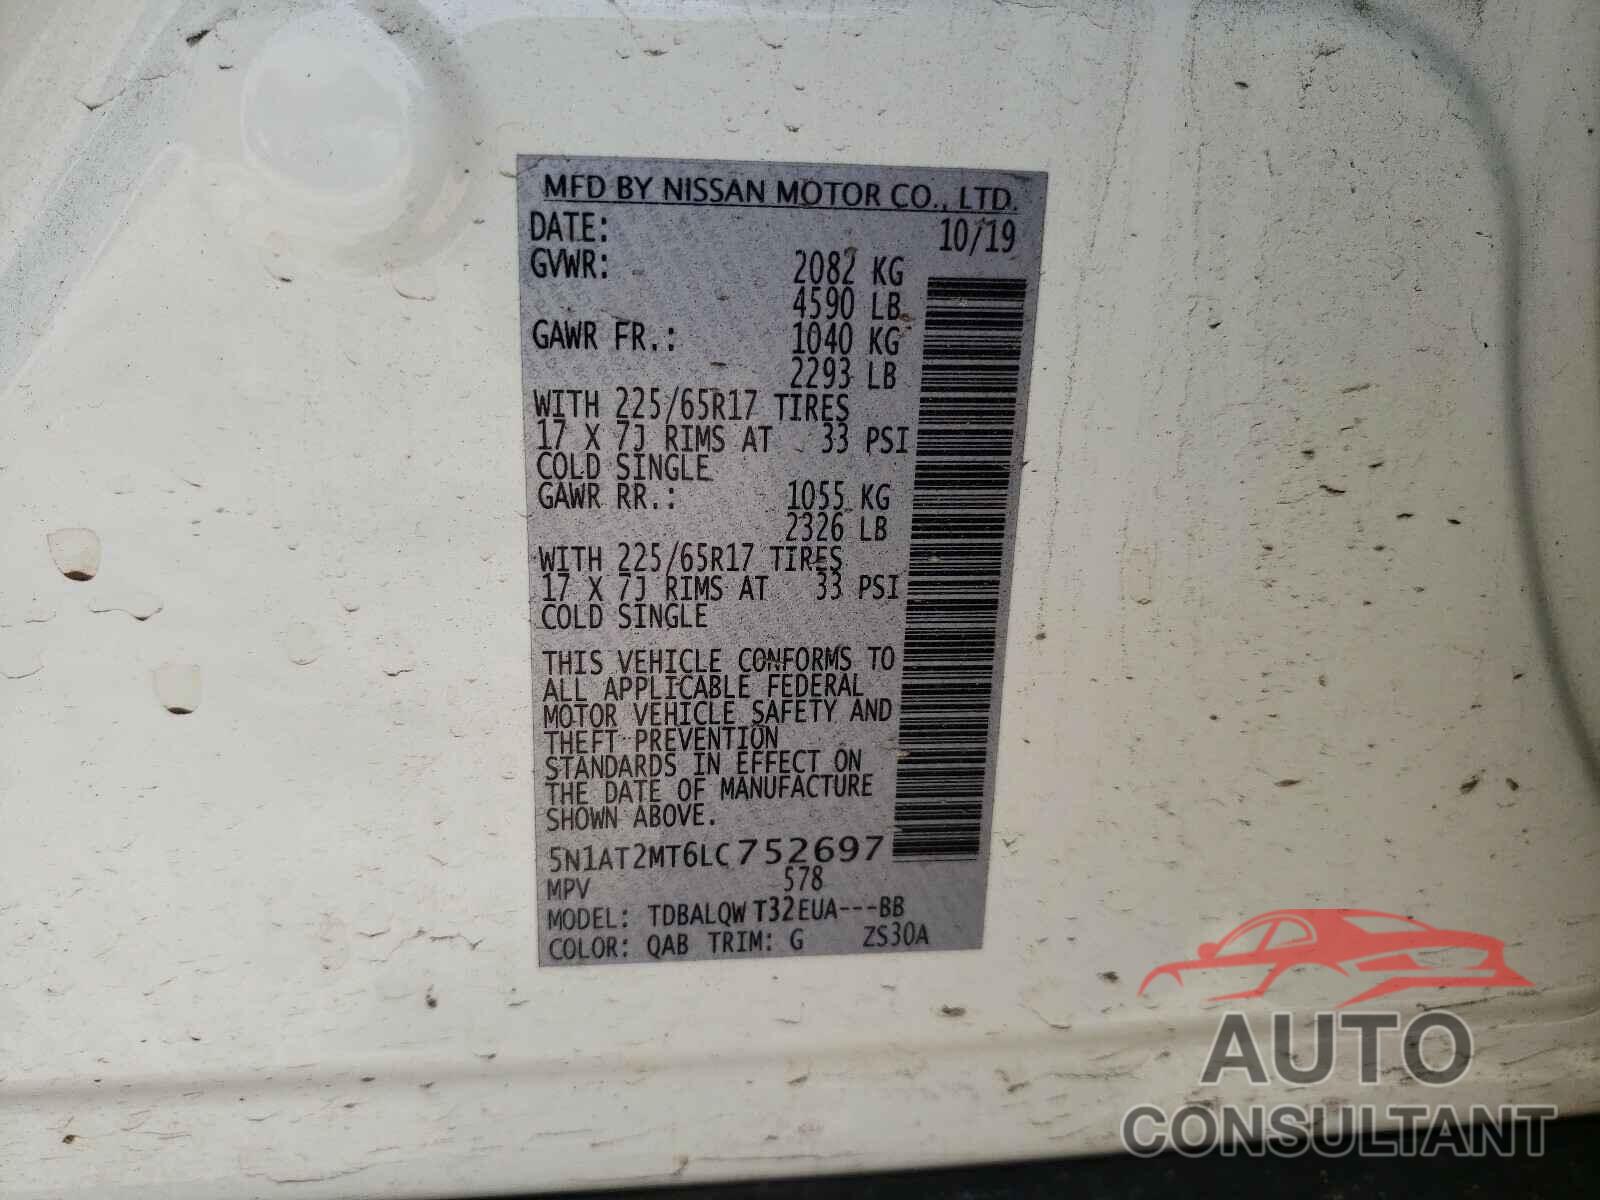 MFD BY NISSAN MOTOR CO., LTD.
DATE: 10/19
GVWR: 2082 KG
4590 LB
GAWR FR.: 1040 KG
2293 LB
WITH 225/65R17 TIRES
17 X 7J RIMS AT 33 PSI
COLD SINGLE
GAWR RR.: 1055 KG
2326 LB
WITH 225/65R17 TIRES
17 X 7J RIMS AT 33 PSI
COLD SINGLE
THIS VEHICLE CONFORMS TO
ALL APPLICABLE FEDERAL
MOTOR VEHICLE SAFETY AND
THEFT PREVENTION
STANDARDS IN EFFECT ON
THE DATE OF MANUFACTURE
SHOWN ABOVE.
5N1AT2MT6LC752697
MPV 578
MODEL: TDBALQW T32EUA---BB
COLOR: QAB TRIM: G ZS30A
AUTO
CONSULTANT